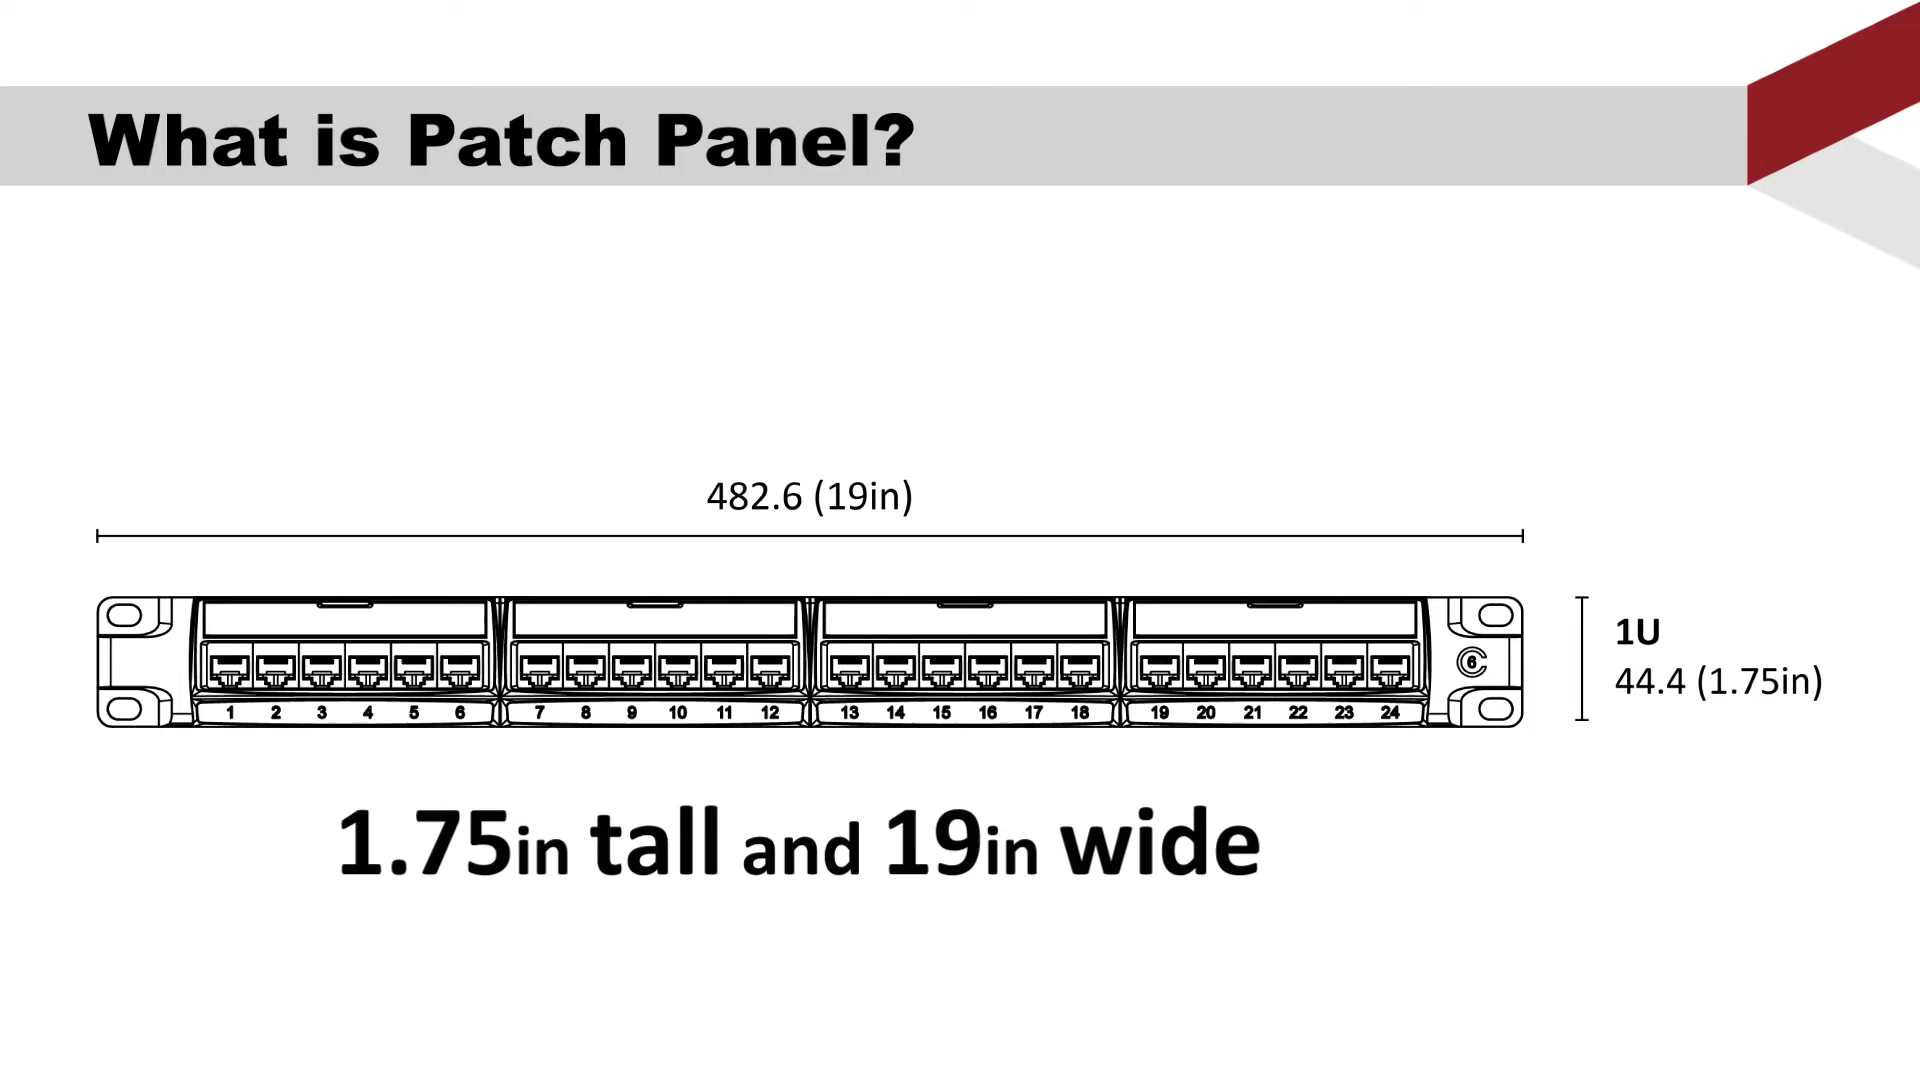 What is Patch Panel?
482.6 (19in)
1U
44.4 (1.75in)
6
1 2 3 4 5 6 7 8 9 10 11 12 13 14 15 16 17 18 19 20 21 22 23 24
1.75in tall and 19in wide